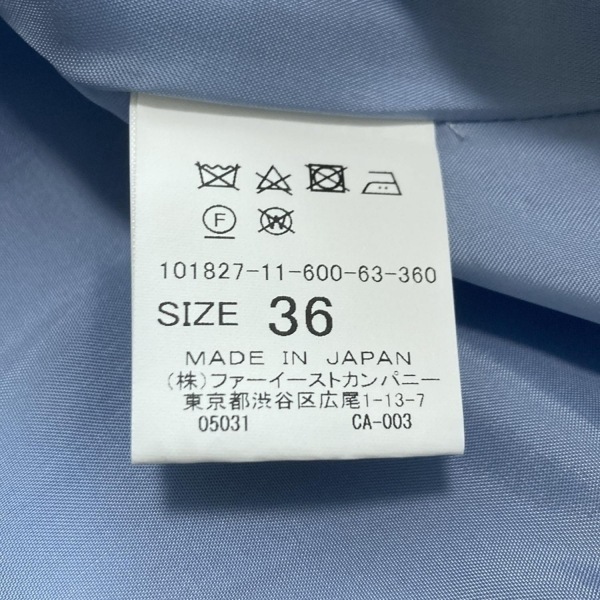 F W
101827-11-600-63-360
SIZE 36
MADE IN JAPAN
(株)ファーイーストカンパニー
東京都渋谷区広尾1-13-7
05031 CA-003